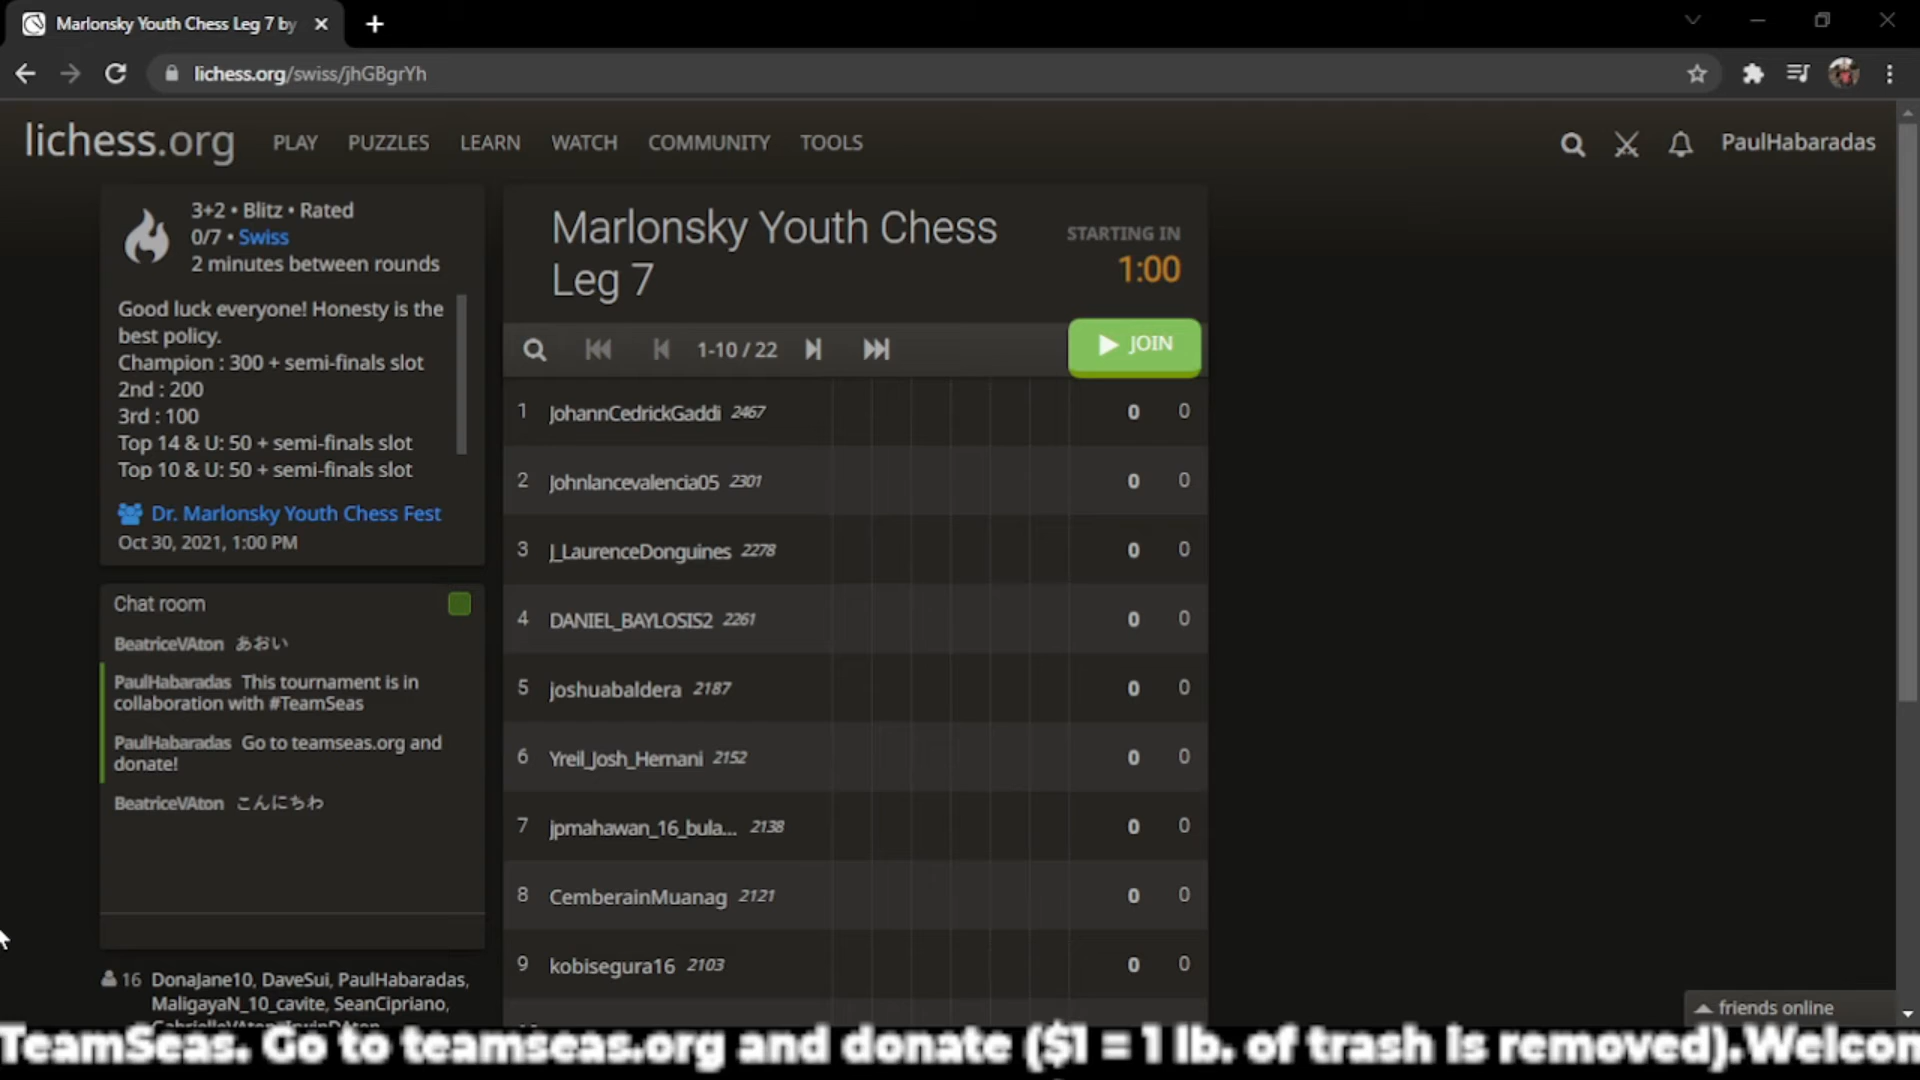 Marlonsky Youth Chess Leg 7 by
lichess.org/swiss/jhGBgrYh
lichess.org PLAY PUZZLES LEARN WATCH COMMUNITY TOOLS PaulHabaradas
3+2 • Blitz • Rated
0/7 • Swiss
2 minutes between rounds
Good luck everyone! Honesty is the
best policy.
Champion : 300 + semi-finals slot
2nd : 200
3rd : 100
Top 14 & U: 50 + semi-finals slot
Top 10 & U: 50 + semi-finals slot
Dr. Marlonsky Youth Chess Fest
Oct 30, 2021, 1:00 PM
Chat room
BeatriceVAton あおい
PaulHabaradas This tournament is in
collaboration with #TeamSeas
PaulHabaradas Go to teamseas.org and
donate!
BeatriceVAton こんにちわ
16 DonaJane10, DaveSui, PaulHabaradas,
MaligayaN_10_cavite, SeanCipriano,
Marlonsky Youth Chess
Leg 7
STARTING IN
1:00
1-10 / 22
JOIN
1 JohannCedrickGaddi 2467 0 0
2 Johnlancevalencia05 2301 0 0
3 J_LaurenceDonguines 2278 0 0
4 DANIEL_BAYLOSIS2 2261 0 0
5 joshuabaldera 2187 0 0
6 Yreil_Josh_Hernani 2152 0 0
7 jpmahawan_16_bula... 2138 0 0
8 CemberainMuanag 2121 0 0
9 kobisegura16 2103 0 0
friends online
TeamSeas. Go to teamseas.org and donate ($1 = 1 lb. of trash is removed).Welcom